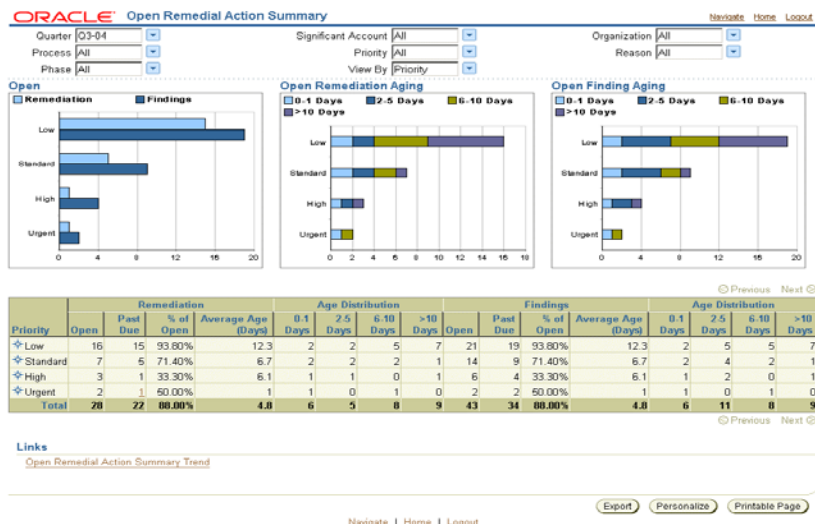 ORACLE Open Remedial Action Summary Navigate Home Logout
Quarter Q3-04 Significant Account All Organization All
Process All Priority All Reason All
Phase All View By Priority
Open Open Remediation Aging Open Finding Aging
Remediation Findings 0-1 Days 2-5 Days 6-10 Days 0-1 Days 2-5 Days 6-10 Days
>10 Days >10 Days
Low Low Low
Standard Standard Standard
High High High
Urgent Urgent Urgent
0 4 8 12 16 20 0 2 4 6 8 10 12 14 16 18 0 4 8 12 16 20
Previous Next
Remediation Age Distribution Findings Age Distribution
Priority Open Past Due % of Open Average Age (Days) 0-1 Days 2-5 Days 6-10 Days >10 Days Open Past Due % of Open Average Age (Days) 0-1 Days 2-5 Days 6-10 Days >10 Days
Low 16 15 93.80% 12.3 2 2 5 7 21 19 93.80% 12.3 2 5 5 7
Standard 7 5 71.40% 6.7 2 2 2 1 14 9 71.40% 6.7 2 4 2 1
High 3 1 33.30% 6.1 1 1 0 1 6 4 33.30% 6.1 1 2 0 1
Urgent 2 1 50.00% 1 1 0 1 0 2 2 50.00% 1 1 0 1 0
Total 28 22 88.00% 4.8 6 5 8 9 43 34 88.00% 4.8 6 11 8 9
Previous Next
Links
Open Remedial Action Summary Trend
Export Personalize Printable Page
Navigate | Home | Logout